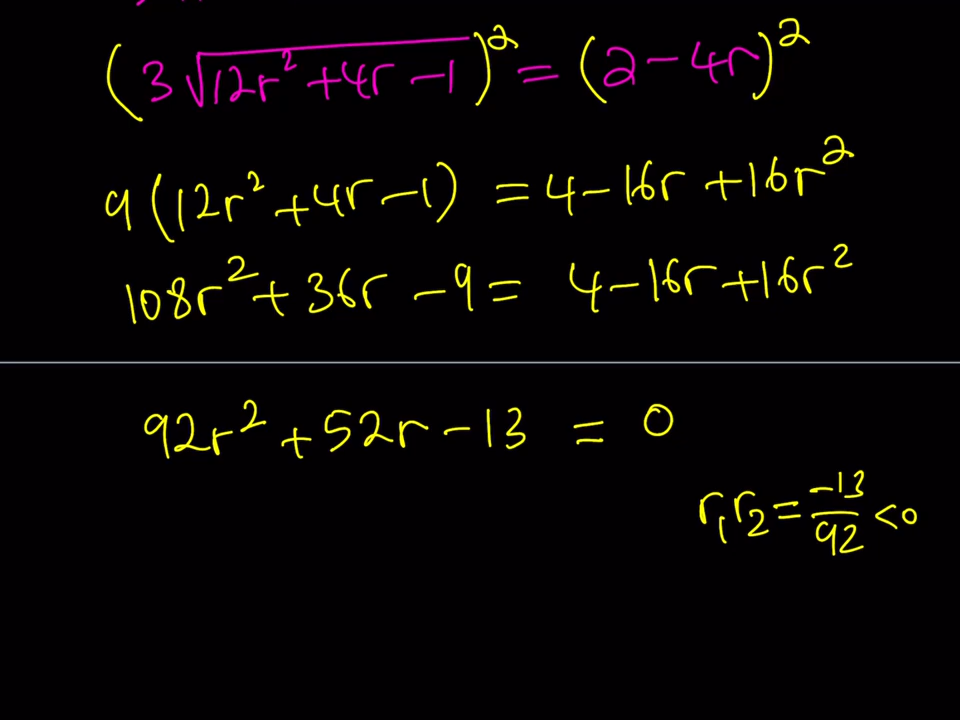 (3√12r² + 4r − 1)² = (2 − 4r)²
9(12r² + 4r − 1) = 4 − 16r + 16r²
108r² + 36r − 9 = 4 − 16r + 16r²
92r² + 52r − 13 = 0
r₁r₂ = −13/92 < 0